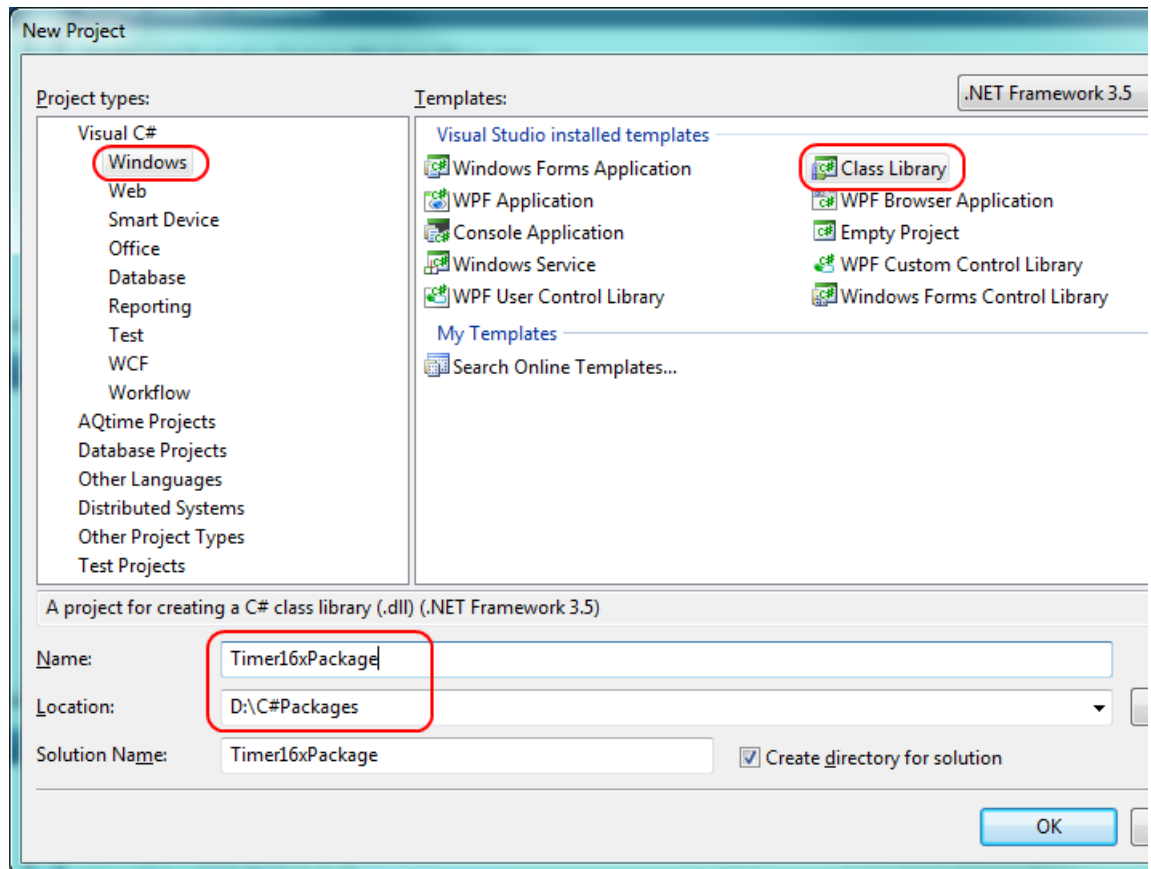 New Project
Project types:
Templates:
.NET Framework 3.5
Visual C#
Windows
Web
Smart Device
Office
Database
Reporting
Test
WCF
Workflow
AQtime Projects
Database Projects
Other Languages
Distributed Systems
Other Project Types
Test Projects
Visual Studio installed templates
Windows Forms Application
Class Library
WPF Application
WPF Browser Application
Console Application
Empty Project
Windows Service
WPF Custom Control Library
WPF User Control Library
Windows Forms Control Library
My Templates
Search Online Templates...
A project for creating a C# class library (.dll) (.NET Framework 3.5)
Name:
Timer16xPackage
Location:
D:\C#Packages
Solution Name:
Timer16xPackage
Create directory for solution
OK